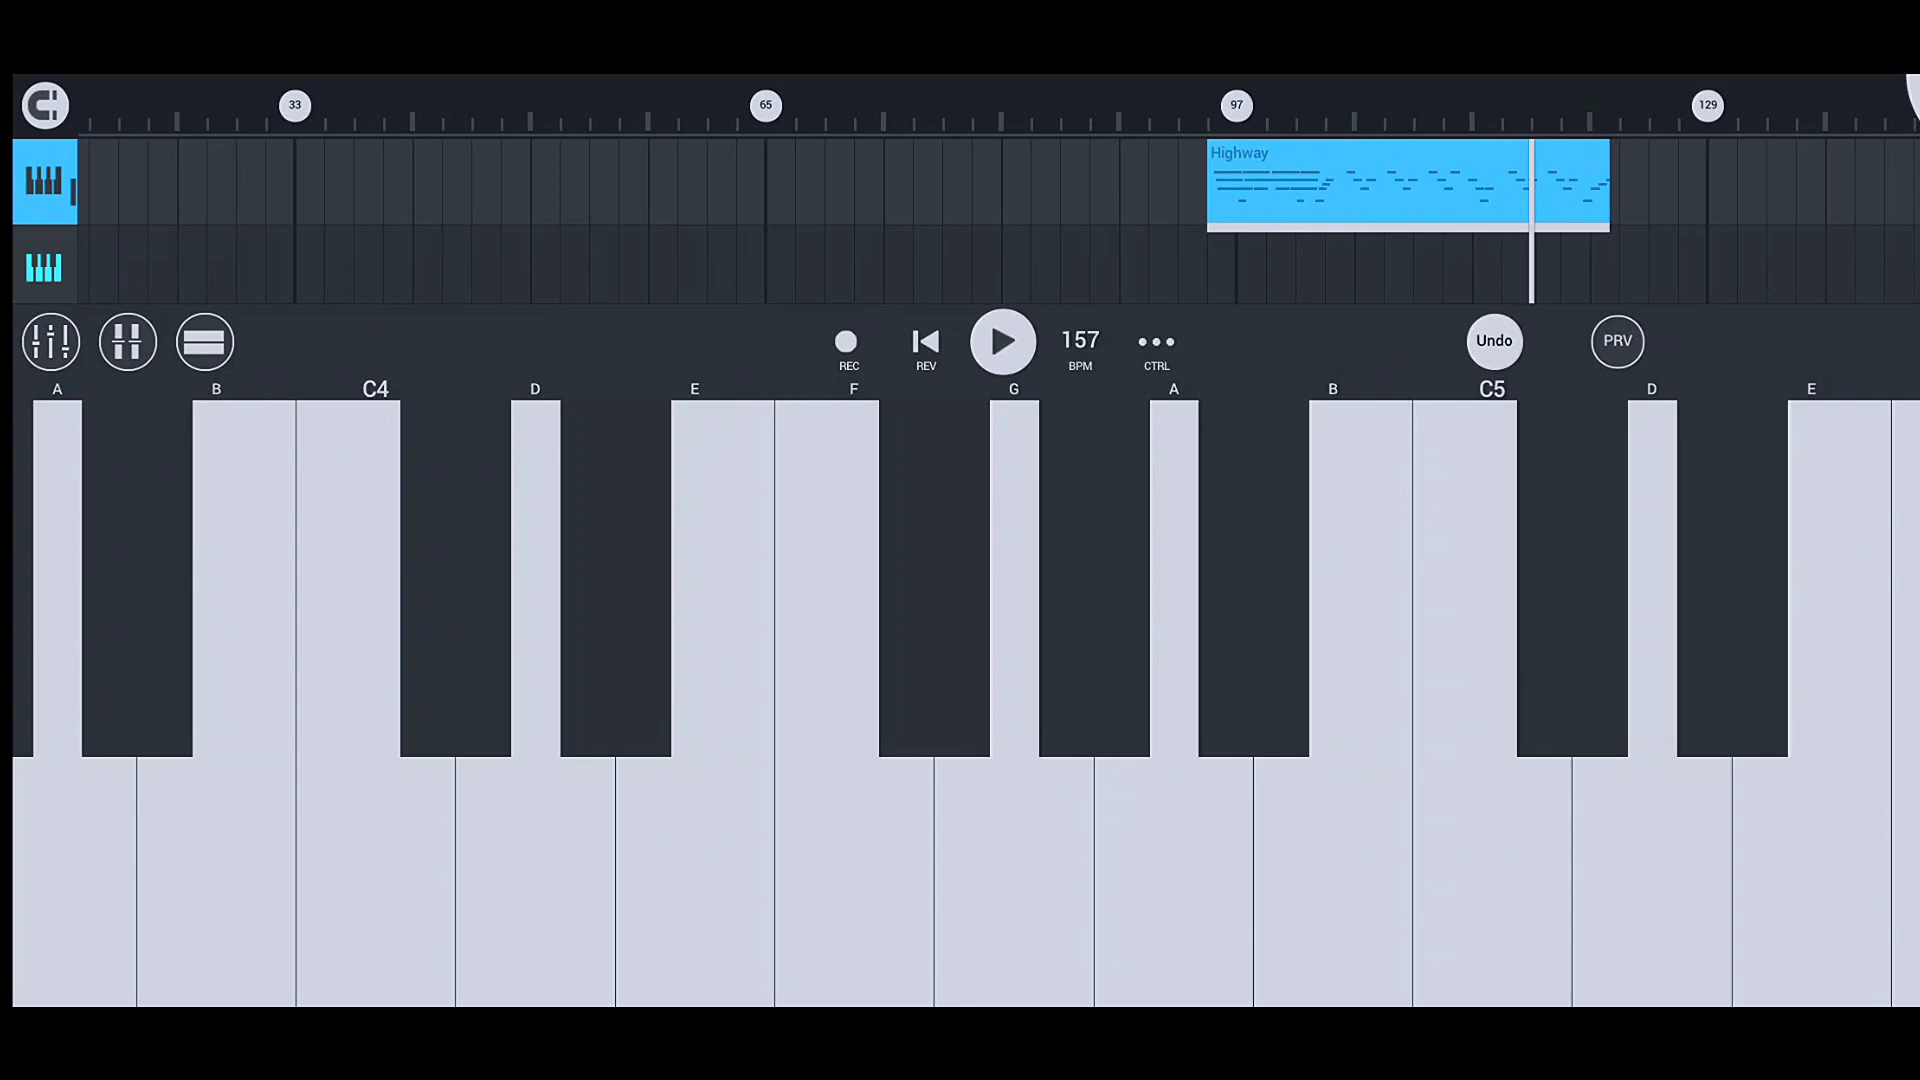 33 65 97 129
Highway
157 Undo PRV
REC REV BPM CTRL
A B C4 D E F G A B C5 D E